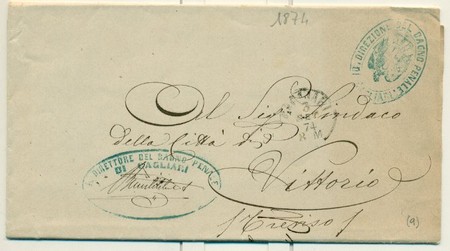 1874
DIREZIONE DEL BAGNO PENALE
Al Sig. Sindaco
della Città di
Vittorio
(Treviso)
DIRETTORE DEL BAGNO PENALE
DI CAGLIARI
(a)